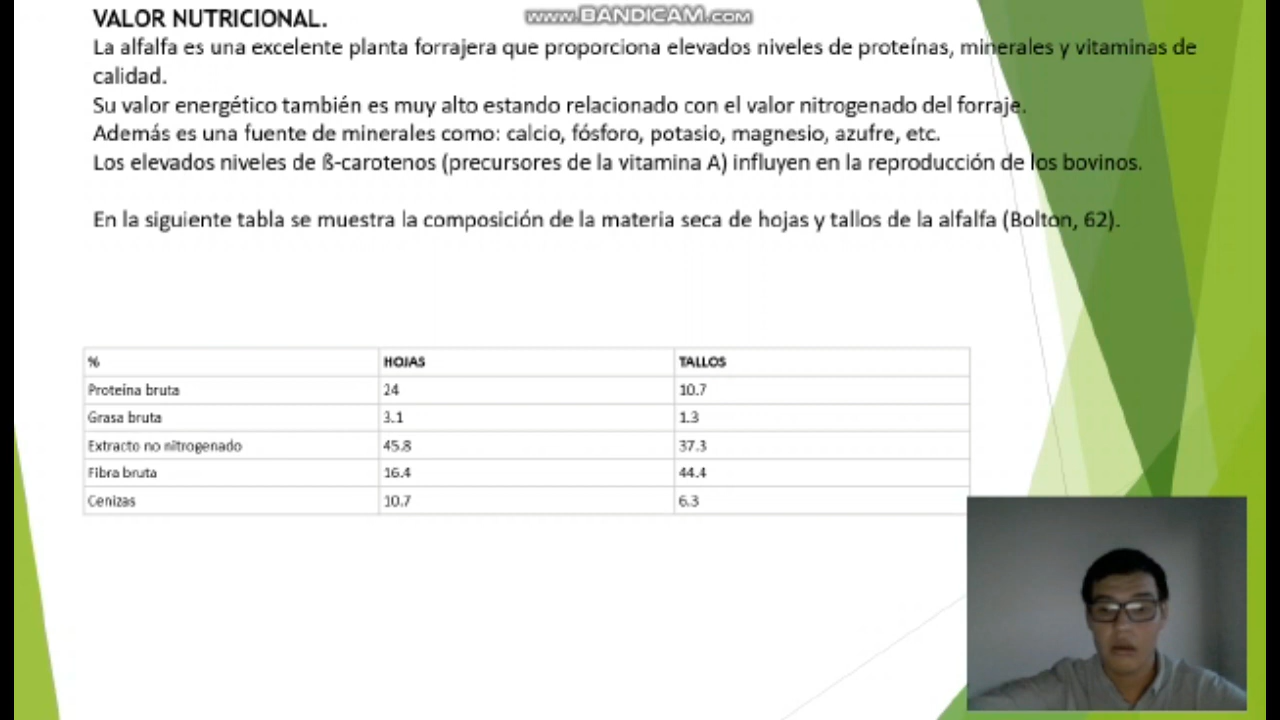 www.BANDICAM.com
VALOR NUTRICIONAL.
La alfalfa es una excelente planta forrajera que proporciona elevados niveles de proteínas, minerales y vitaminas de
calidad.
Su valor energético también es muy alto estando relacionado con el valor nitrogenado del forraje.
Además es una fuente de minerales como: calcio, fósforo, potasio, magnesio, azufre, etc.
Los elevados niveles de ß-carotenos (precursores de la vitamina A) influyen en la reproducción de los bovinos.
En la siguiente tabla se muestra la composición de la materia seca de hojas y tallos de la alfalfa (Bolton, 62).
% HOJAS TALLOS
Proteína bruta 24 10.7
Grasa bruta 3.1 1.3
Extracto no nitrogenado 45.8 37.3
Fibra bruta 16.4 44.4
Cenizas 10.7 6.3